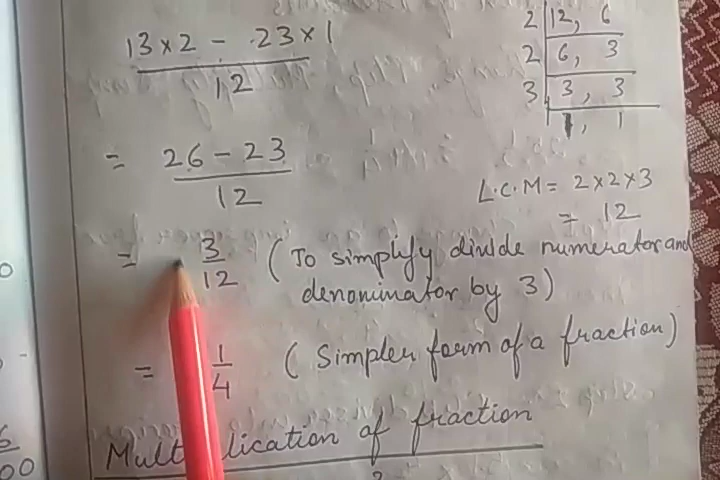 13×2 - 23×1
12
2 12, 6
2 6, 3
3 3, 3
1, 1
= 26-23
12
L.C.M = 2×2×3
= 12
= 3 (To simplify divide numerator and
12 denominator by 3)
= 1 (Simpler form of a fraction)
4
lication of fraction
00